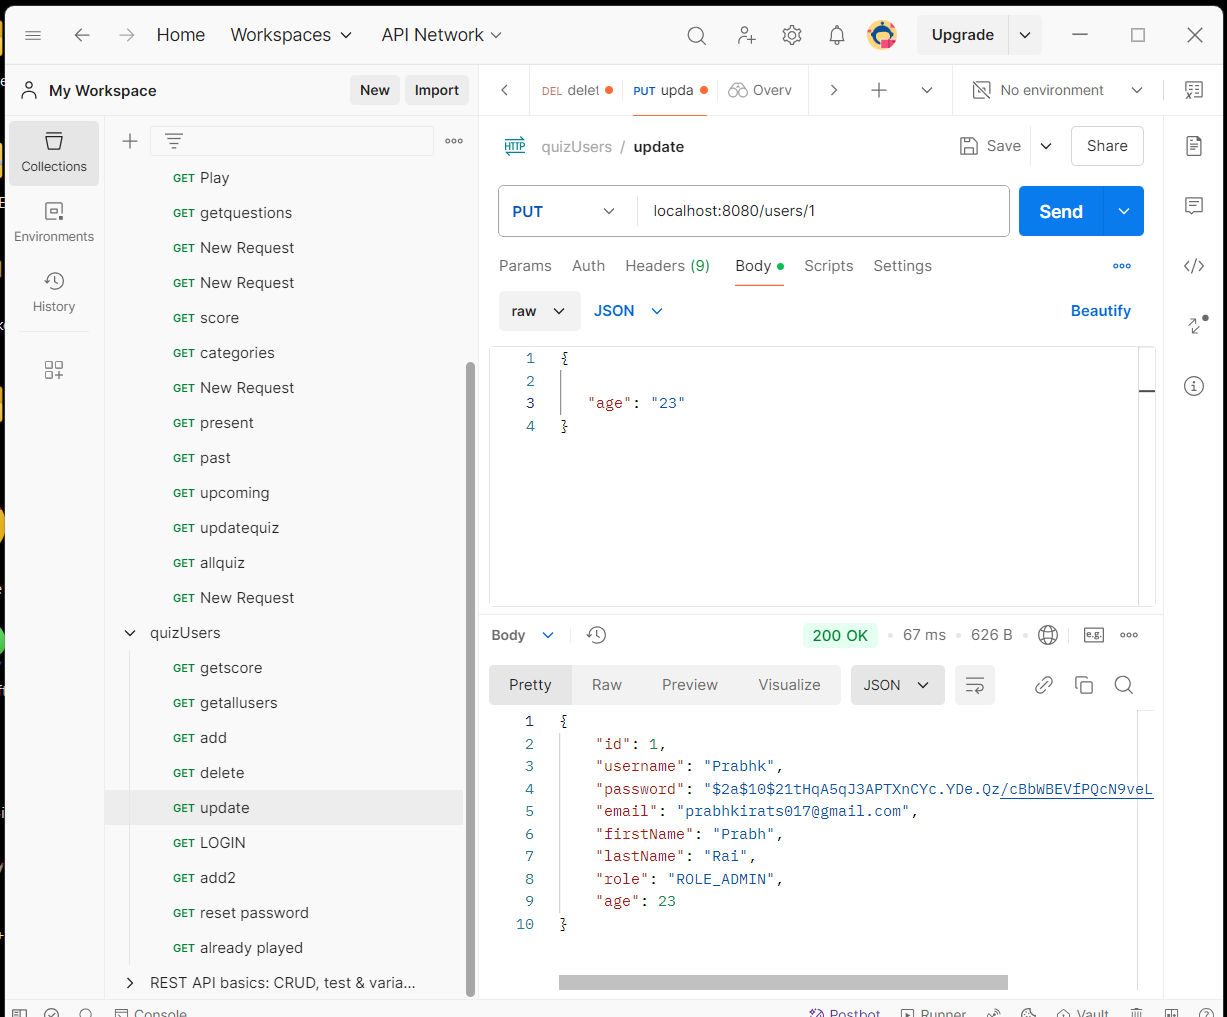 Home Workspaces API Network Upgrade
My Workspace New Import
DEL delet PUT upda Overv No environment
Collections
Environments
History
GET Play
GET getquestions
GET New Request
GET New Request
GET score
GET categories
GET New Request
GET present
GET past
GET upcoming
GET updatequiz
GET allquiz
GET New Request
quizUsers
GET getscore
GET getallusers
GET add
GET delete
GET update
GET LOGIN
GET add2
GET reset password
GET already played
REST API basics: CRUD, test & varia...
HTTP quizUsers / update Save Share
PUT localhost:8080/users/1 Send
Params Auth Headers (9) Body Scripts Settings
raw JSON Beautify
1 {
2
3 "age": "23"
4 }
Body 200 OK 67 ms 626 B e.g.
Pretty Raw Preview Visualize JSON
1 {
2 "id": 1,
3 "username": "Prabhk",
4 "password": "$2a$10$21tHqA5qJ3APTXnCYc.YDe.Qz/cBbWBEVfPQcN9veL
5 "email": "prabhkirats017@gmail.com",
6 "firstName": "Prabh",
7 "lastName": "Rai",
8 "role": "ROLE_ADMIN",
9 "age": 23
10 }
Console Postbot Runner Vault